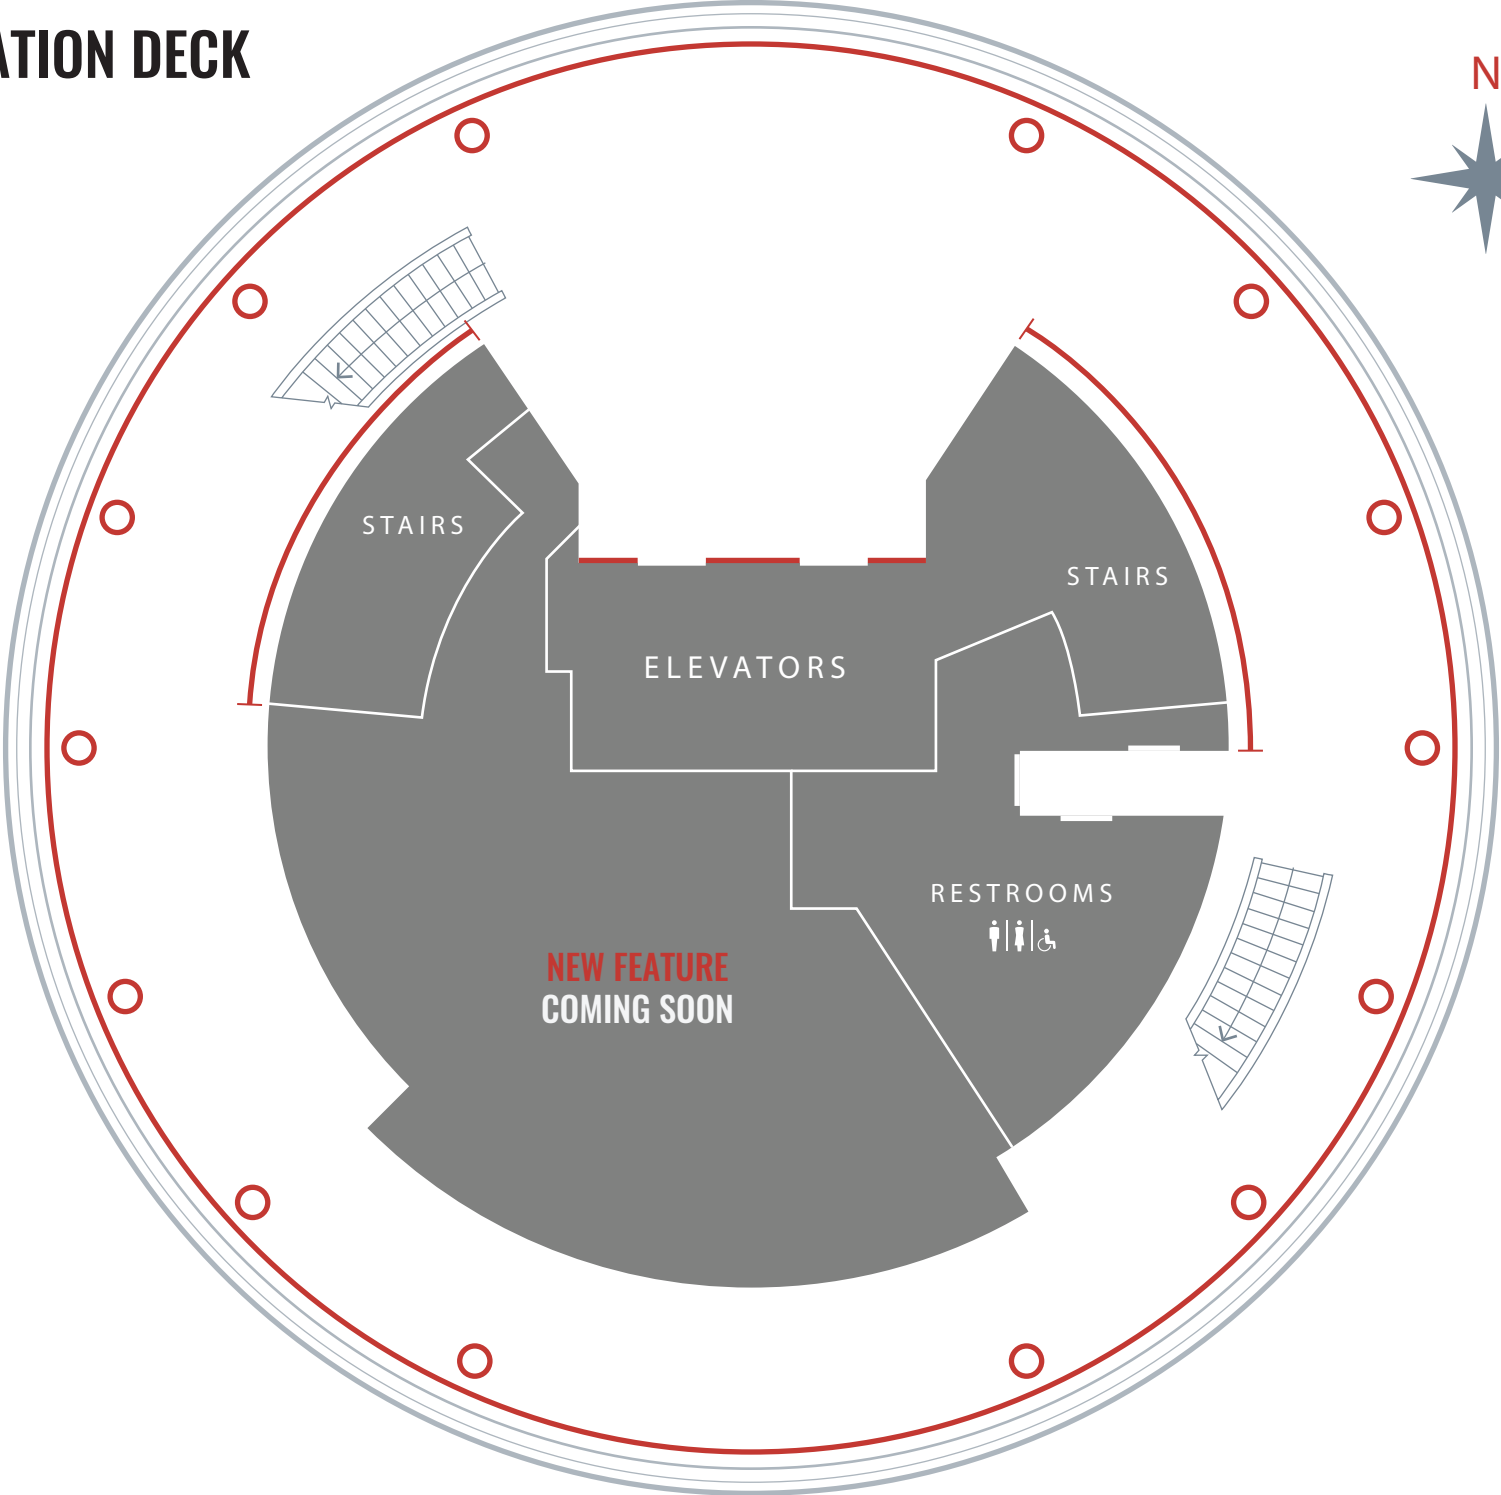 ATION DECK
N
STAIRS
STAIRS
ELEVATORS
RESTROOMS
NEW FEATURE
COMING SOON